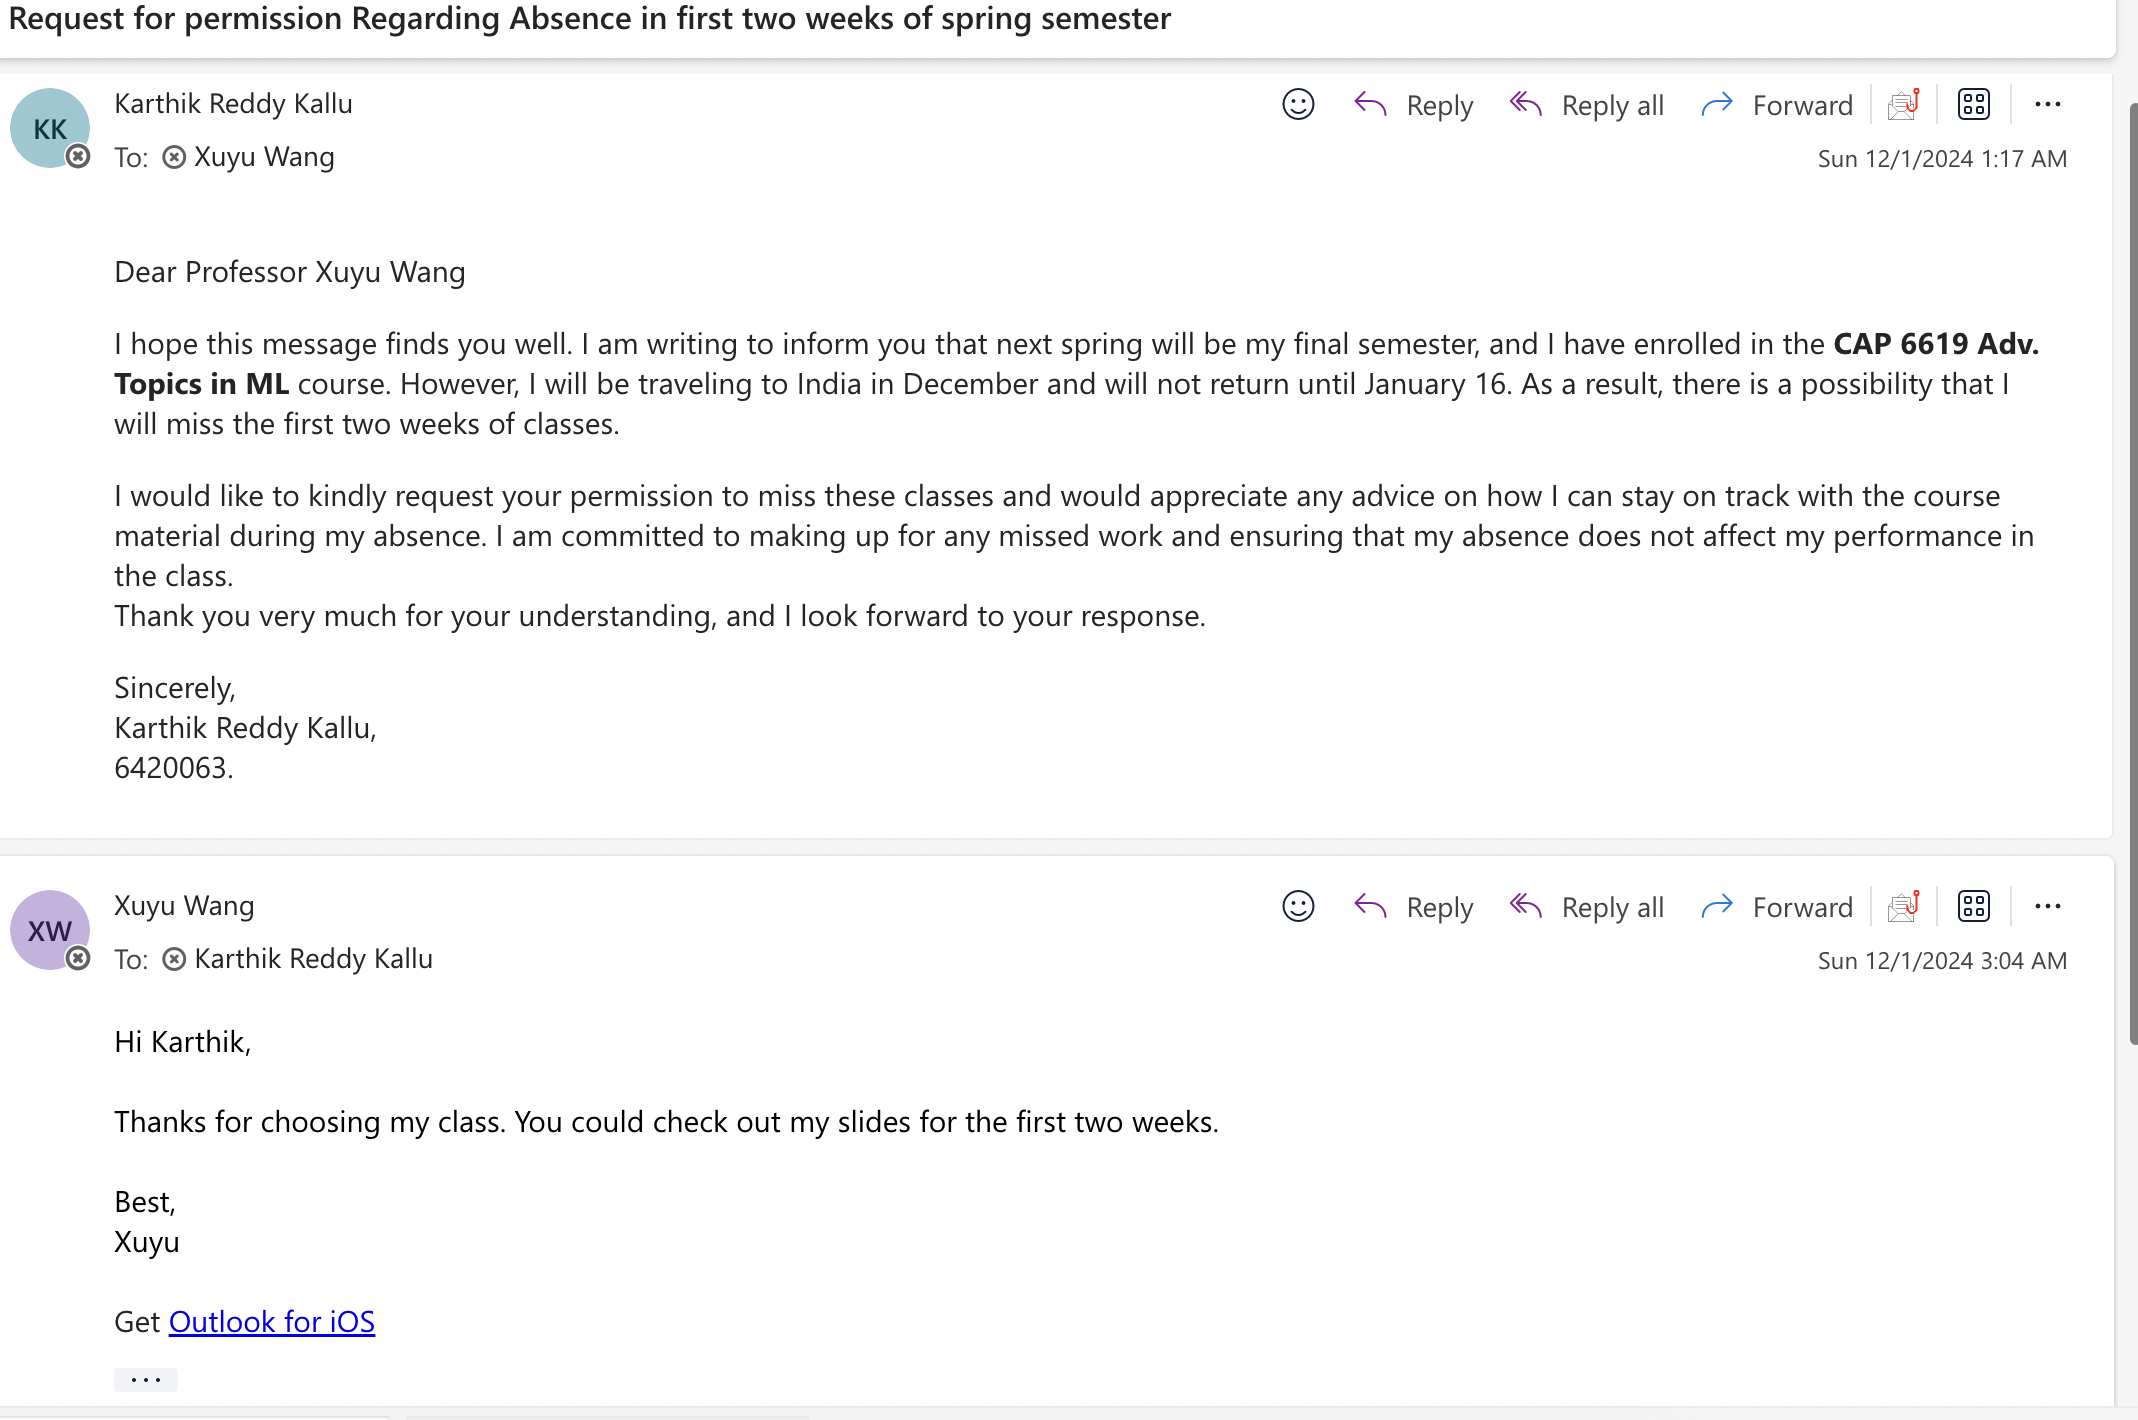 Request for permission Regarding Absence in first two weeks of spring semester
KK
Karthik Reddy Kallu
Reply
Reply all
Forward
To: Xuyu Wang
Sun 12/1/2024 1:17 AM
Dear Professor Xuyu Wang
I hope this message finds you well. I am writing to inform you that next spring will be my final semester, and I have enrolled in the CAP 6619 Adv.
Topics in ML course. However, I will be traveling to India in December and will not return until January 16. As a result, there is a possibility that I
will miss the first two weeks of classes.
I would like to kindly request your permission to miss these classes and would appreciate any advice on how I can stay on track with the course
material during my absence. I am committed to making up for any missed work and ensuring that my absence does not affect my performance in
the class.
Thank you very much for your understanding, and I look forward to your response.
Sincerely,
Karthik Reddy Kallu,
6420063.
XW
Xuyu Wang
Reply
Reply all
Forward
To: Karthik Reddy Kallu
Sun 12/1/2024 3:04 AM
Hi Karthik,
Thanks for choosing my class. You could check out my slides for the first two weeks.
Best,
Xuyu
Get Outlook for iOS